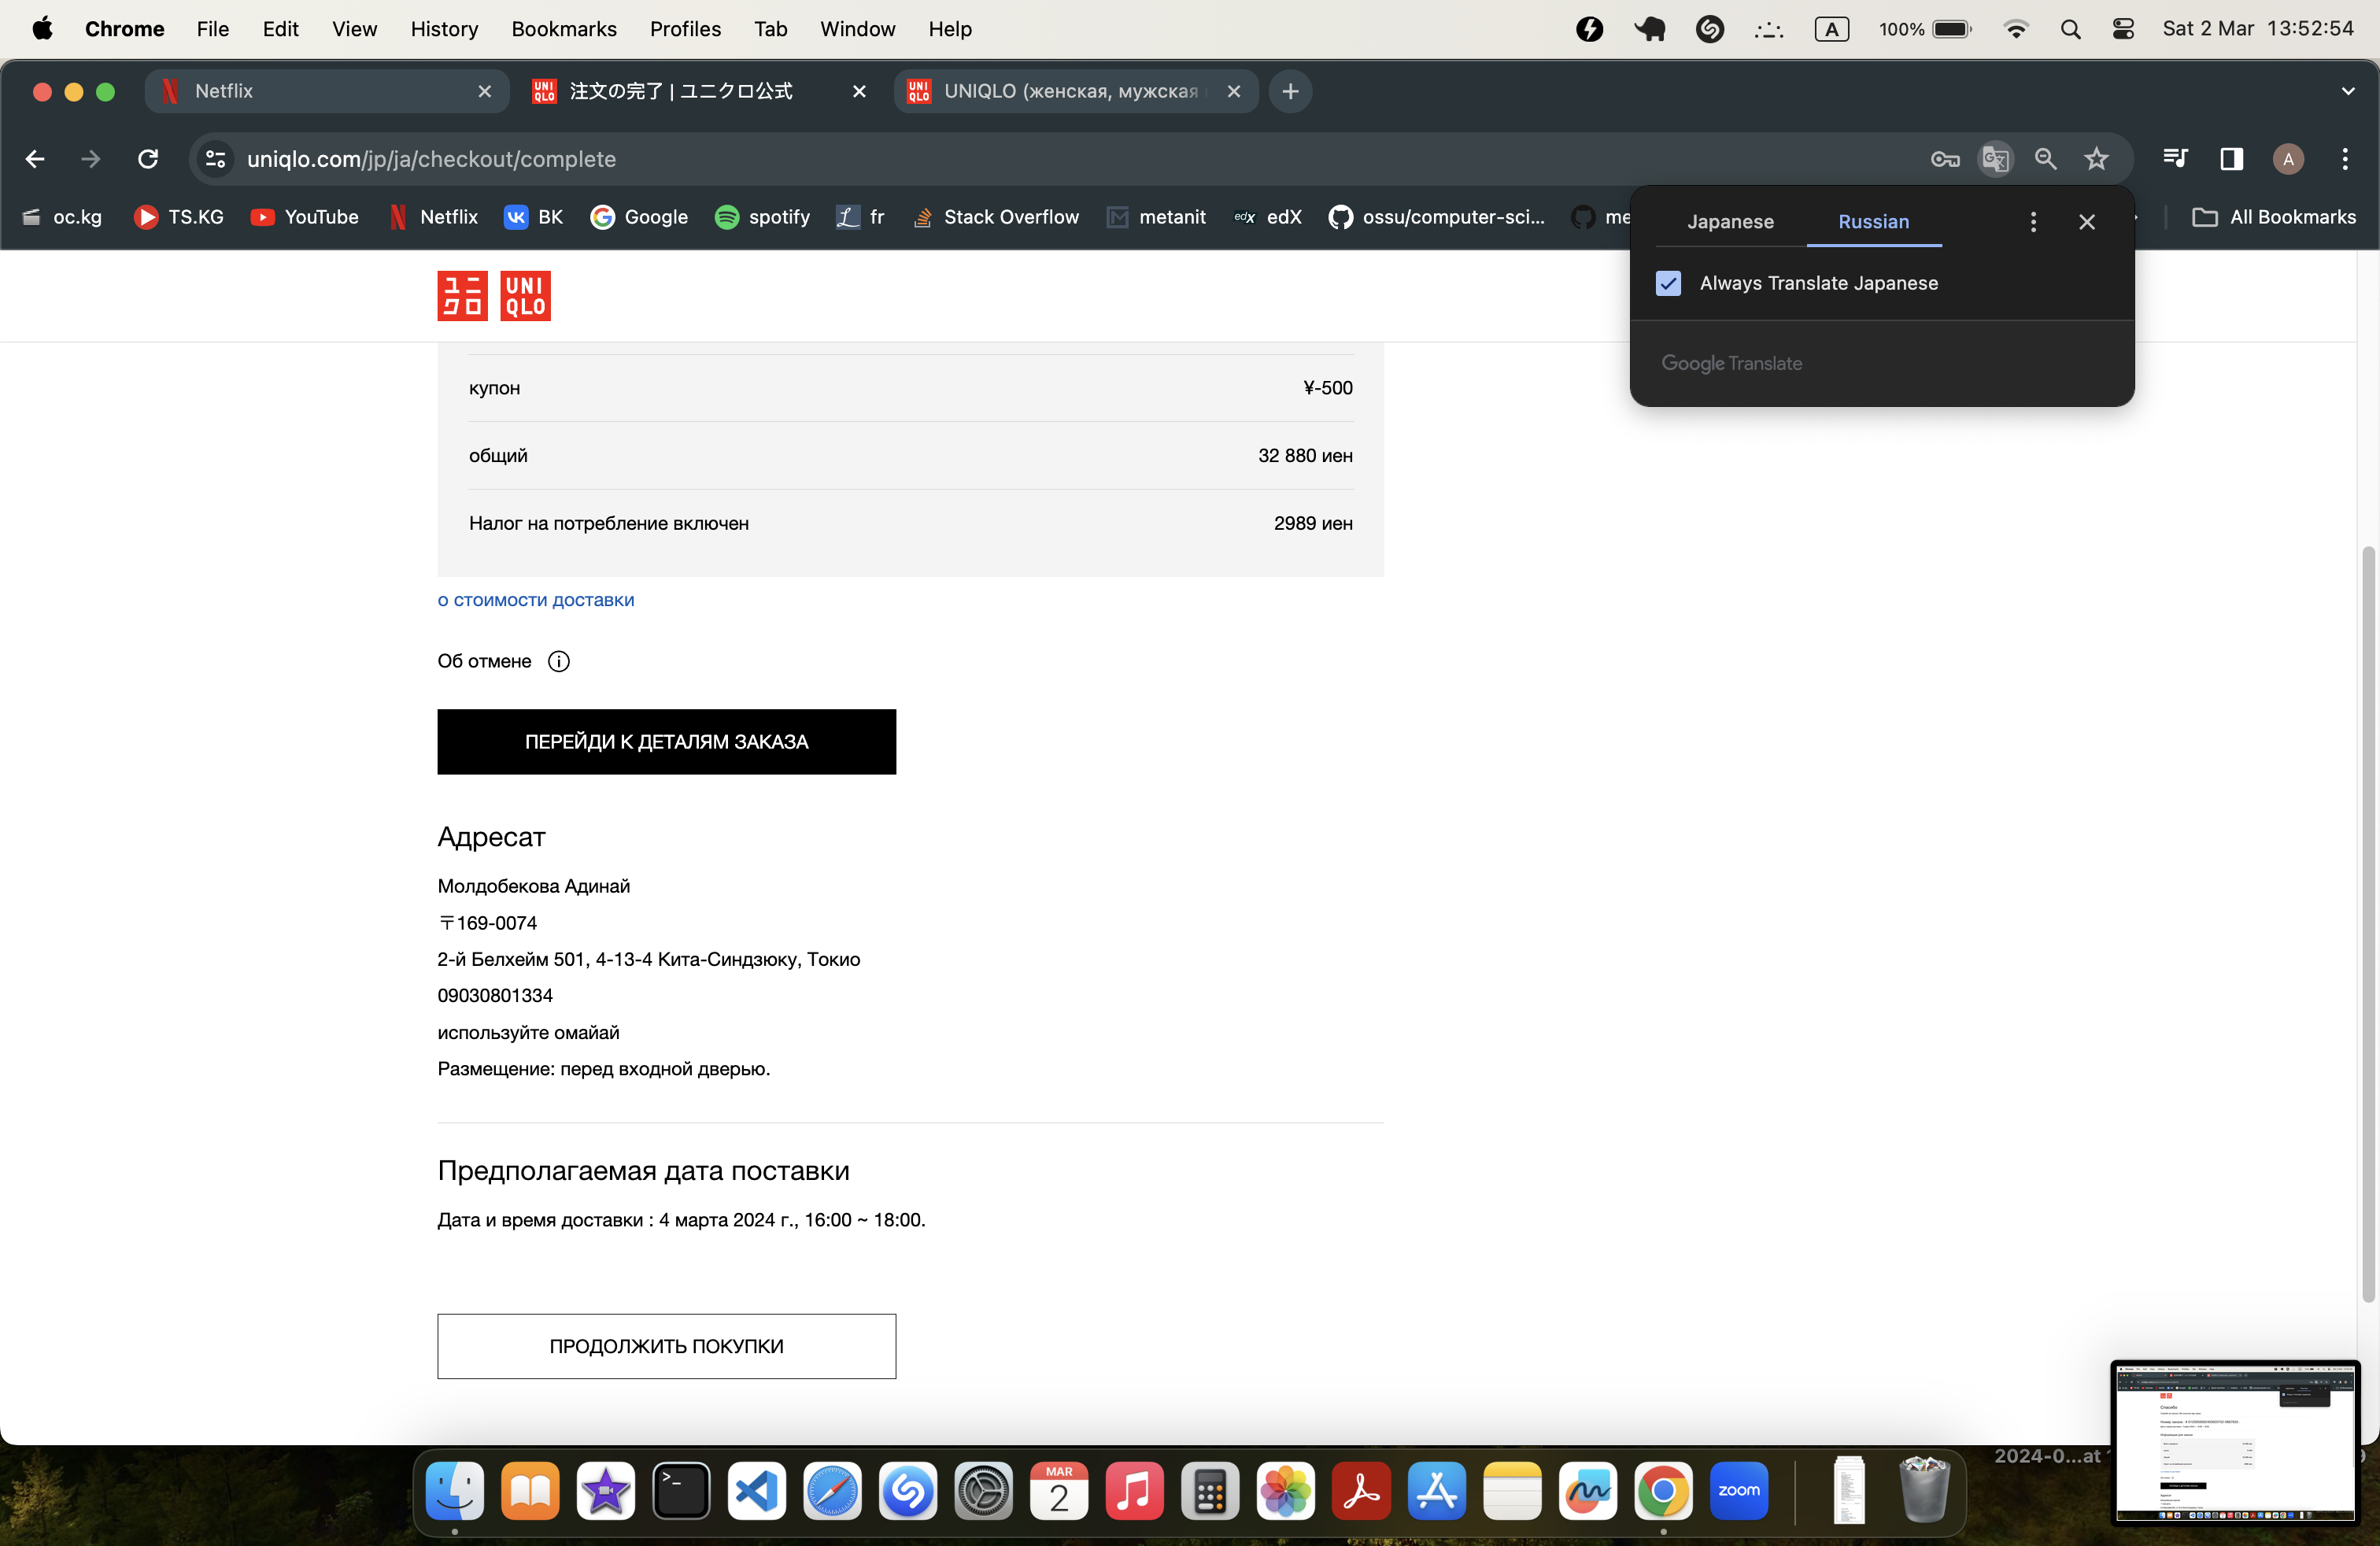 Chrome File Edit View History Bookmarks Profiles Tab Window Help A 100% Sat 2 Mar 13:52:54
Netflix 注文の完了 | ユニクロ公式 UNIQLO (женская, мужская
uniqlo.com/jp/ja/checkout/complete A
oc.kg TS.KG YouTube Netflix ВК Google spotify fr Stack Overflow metanit edX ossu/computer-sci... me All Bookmarks
Japanese Russian
Always Translate Japanese
Google Translate
ユニクロ UNIQLO
купон ¥-500
общий 32 880 иен
Налог на потребление включен 2989 иен
о стоимости доставки
Об отмене
ПЕРЕЙДИ К ДЕТАЛЯМ ЗАКАЗА
Адресат
Молдобекова Адинай
〒169-0074
2-й Белхейм 501, 4-13-4 Кита-Синдзюку, Токио
09030801334
используйте омайай
Размещение: перед входной дверью.
Предполагаемая дата поставки
Дата и время доставки : 4 марта 2024 г., 16:00 ~ 18:00.
ПРОДОЛЖИТЬ ПОКУПКИ
2024-0...at
MAR
2
zoom